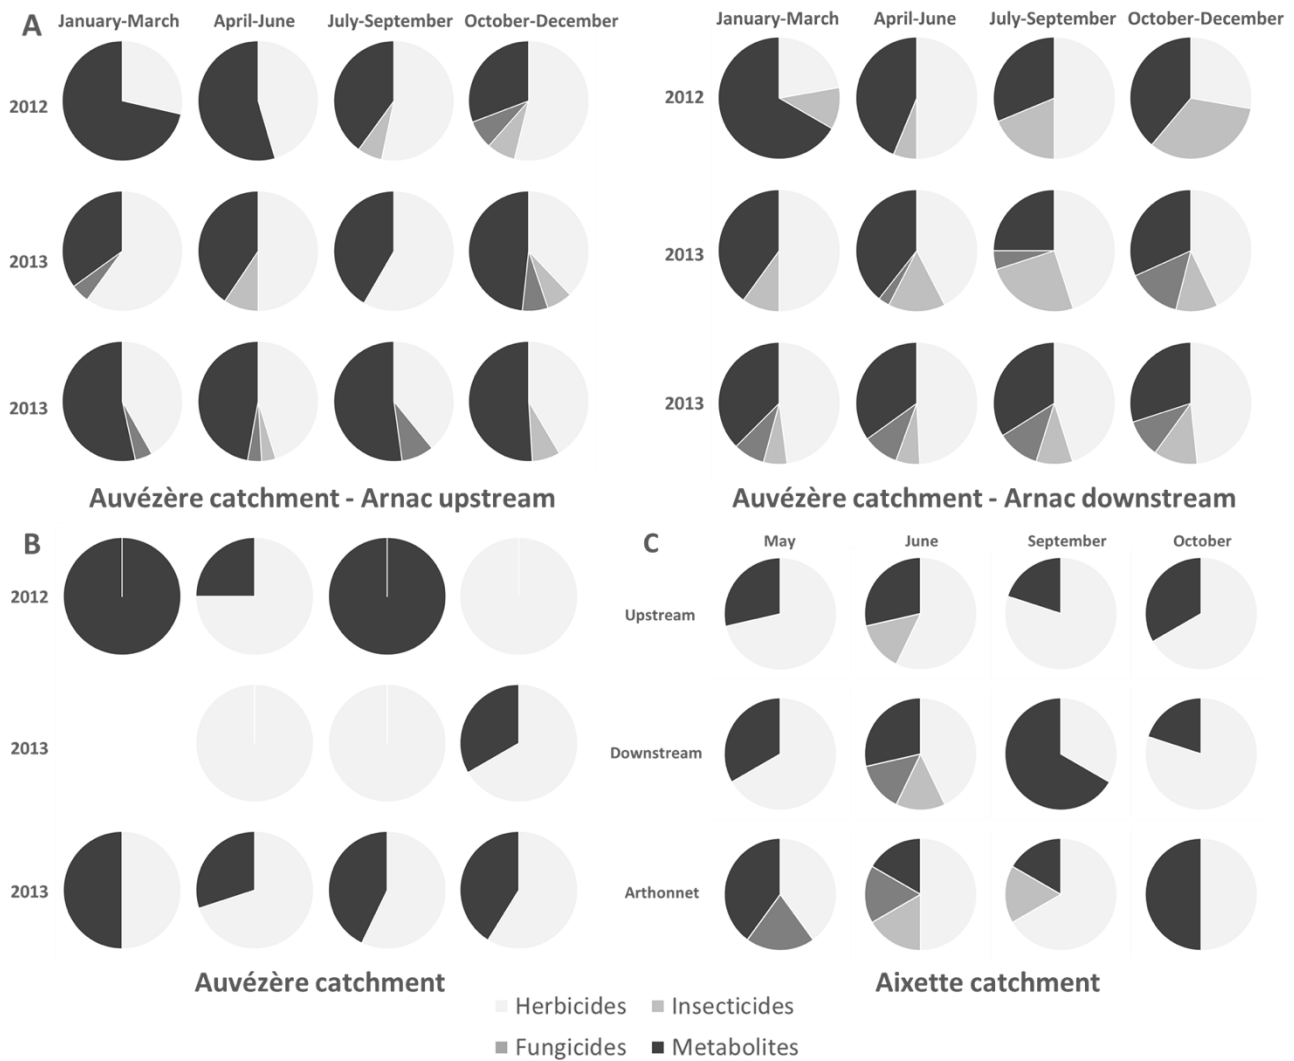 A
January-March April-June July-September October-December
January-March April-June July-September October-December
2012
2012
2013
2013
2013
2013
Auvézère catchment - Arnac upstream
Auvézère catchment - Arnac downstream
B
C
May June September October
2012
Upstream
2013
Downstream
2013
Arthonnet
Auvézère catchment
Aixette catchment
Herbicides Insecticides
Fungicides Metabolites